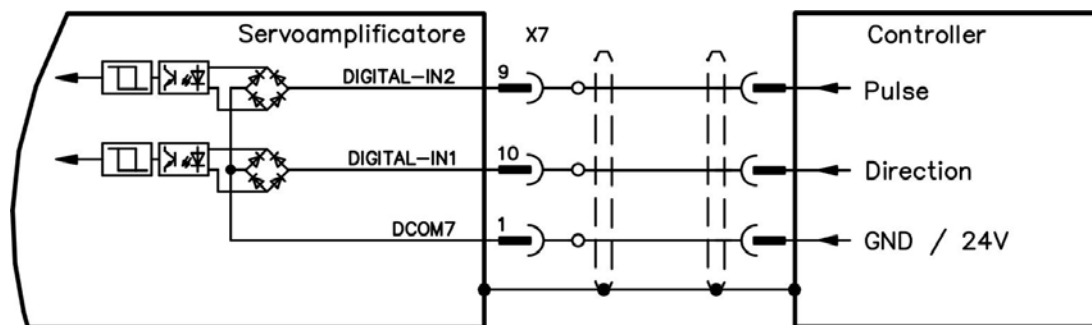 Servoamplificatore X7 Controller
DIGITAL-IN2 9 Pulse
DIGITAL-IN1 10 Direction
DCOM7 1 GND / 24V